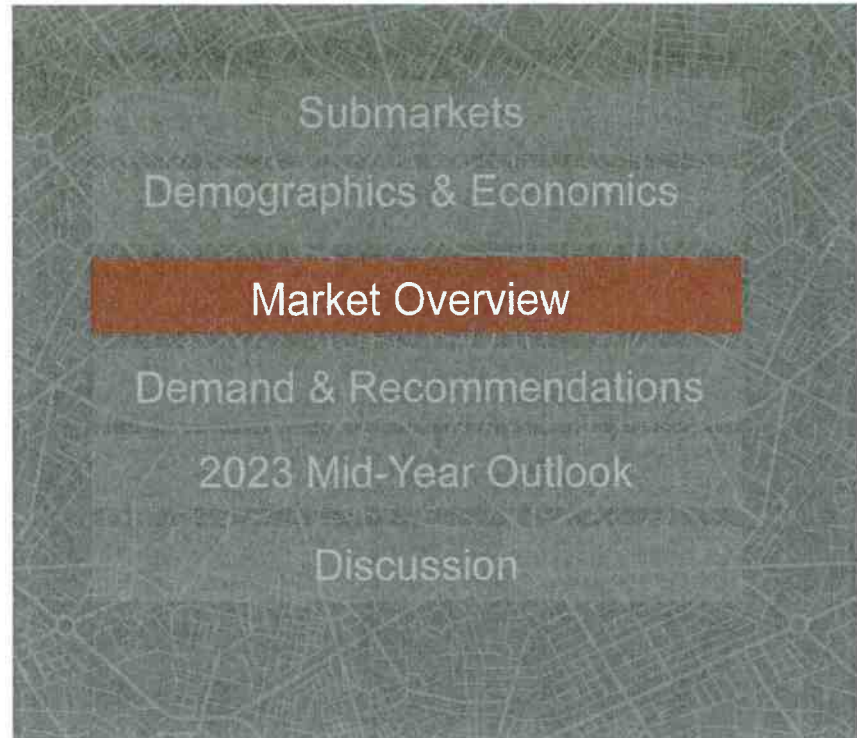 Submarkets
Demographics & Economics
Market Overview
Demand & Recommendations
2023 Mid-Year Outlook
Discussion